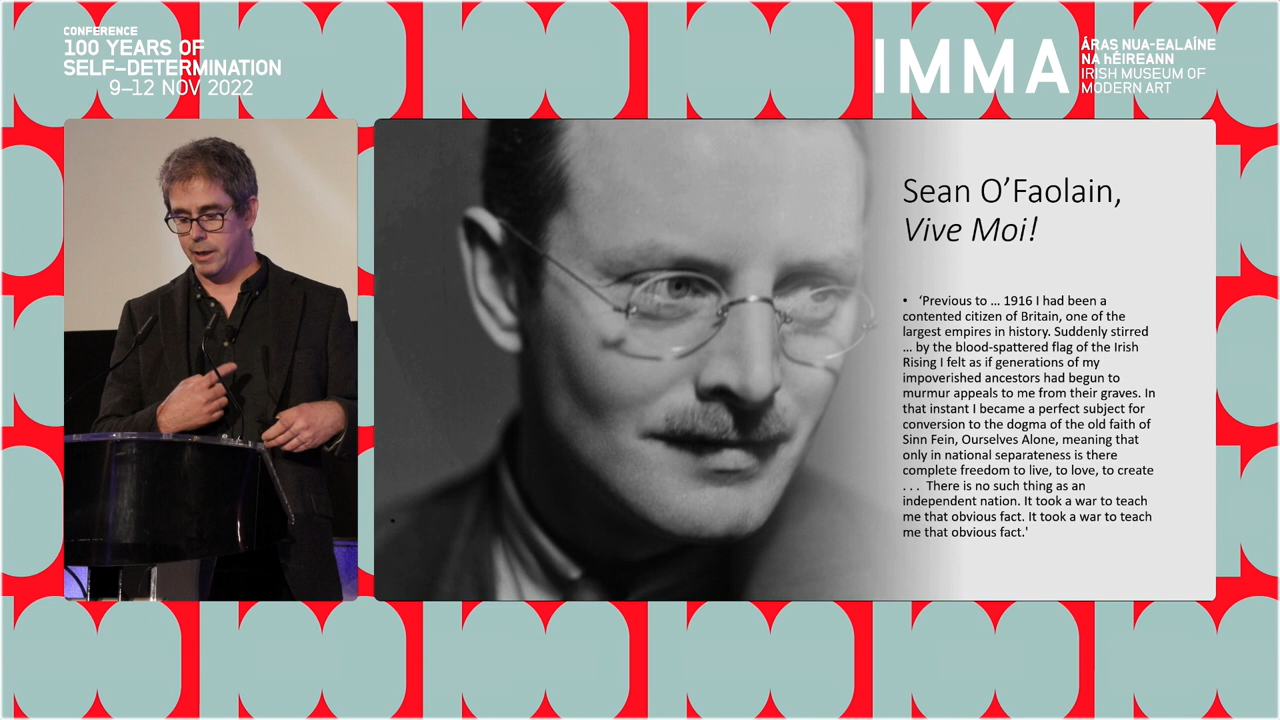 CONFERENCE
100 YEARS OF
SELF–DETERMINATION
9–12 NOV 2022
IMMA
ÁRAS NUA-EALAÍNE
NA hÉIREANN
IRISH MUSEUM OF
MODERN ART
Sean O’Faolain,
Vive Moi!
• ‘Previous to ... 1916 I had been a
contented citizen of Britain, one of the
largest empires in history. Suddenly stirred
... by the blood-spattered flag of the Irish
Rising I felt as if generations of my
impoverished ancestors had begun to
murmur appeals to me from their graves. In
that instant I became a perfect subject for
conversion to the dogma of the old faith of
Sinn Fein, Ourselves Alone, meaning that
only in national separateness is there
complete freedom to live, to love, to create
. . . There is no such thing as an
independent nation. It took a war to teach
me that obvious fact. It took a war to teach
me that obvious fact.'